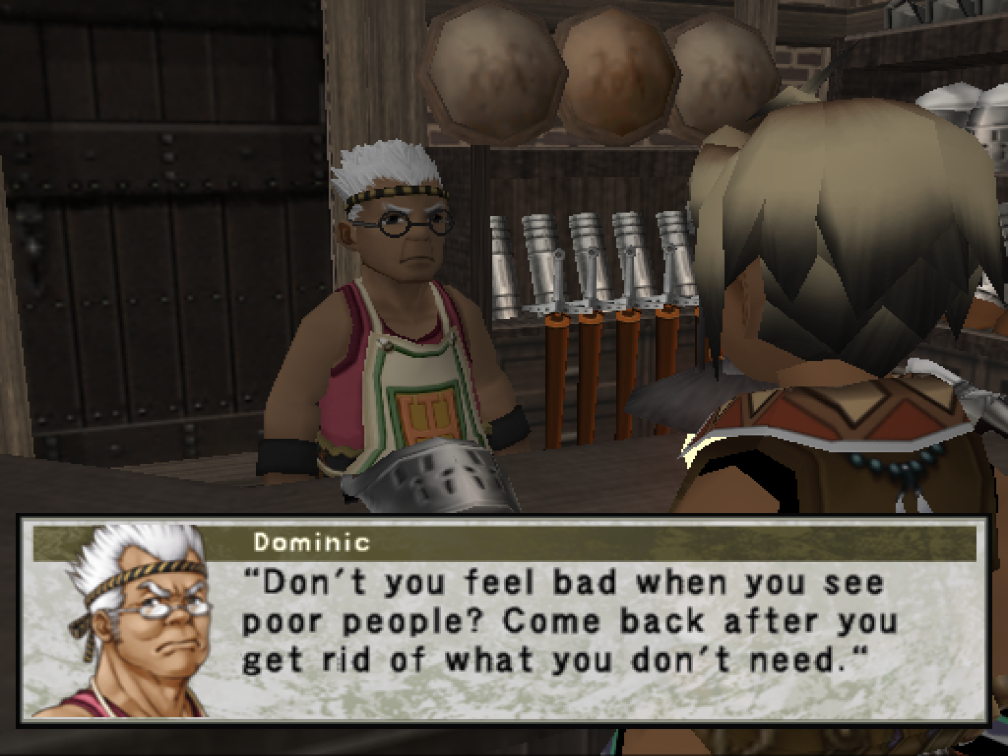 Dominic
“Don't you feel bad when you see
poor people? Come back after you
get rid of what you don't need.“